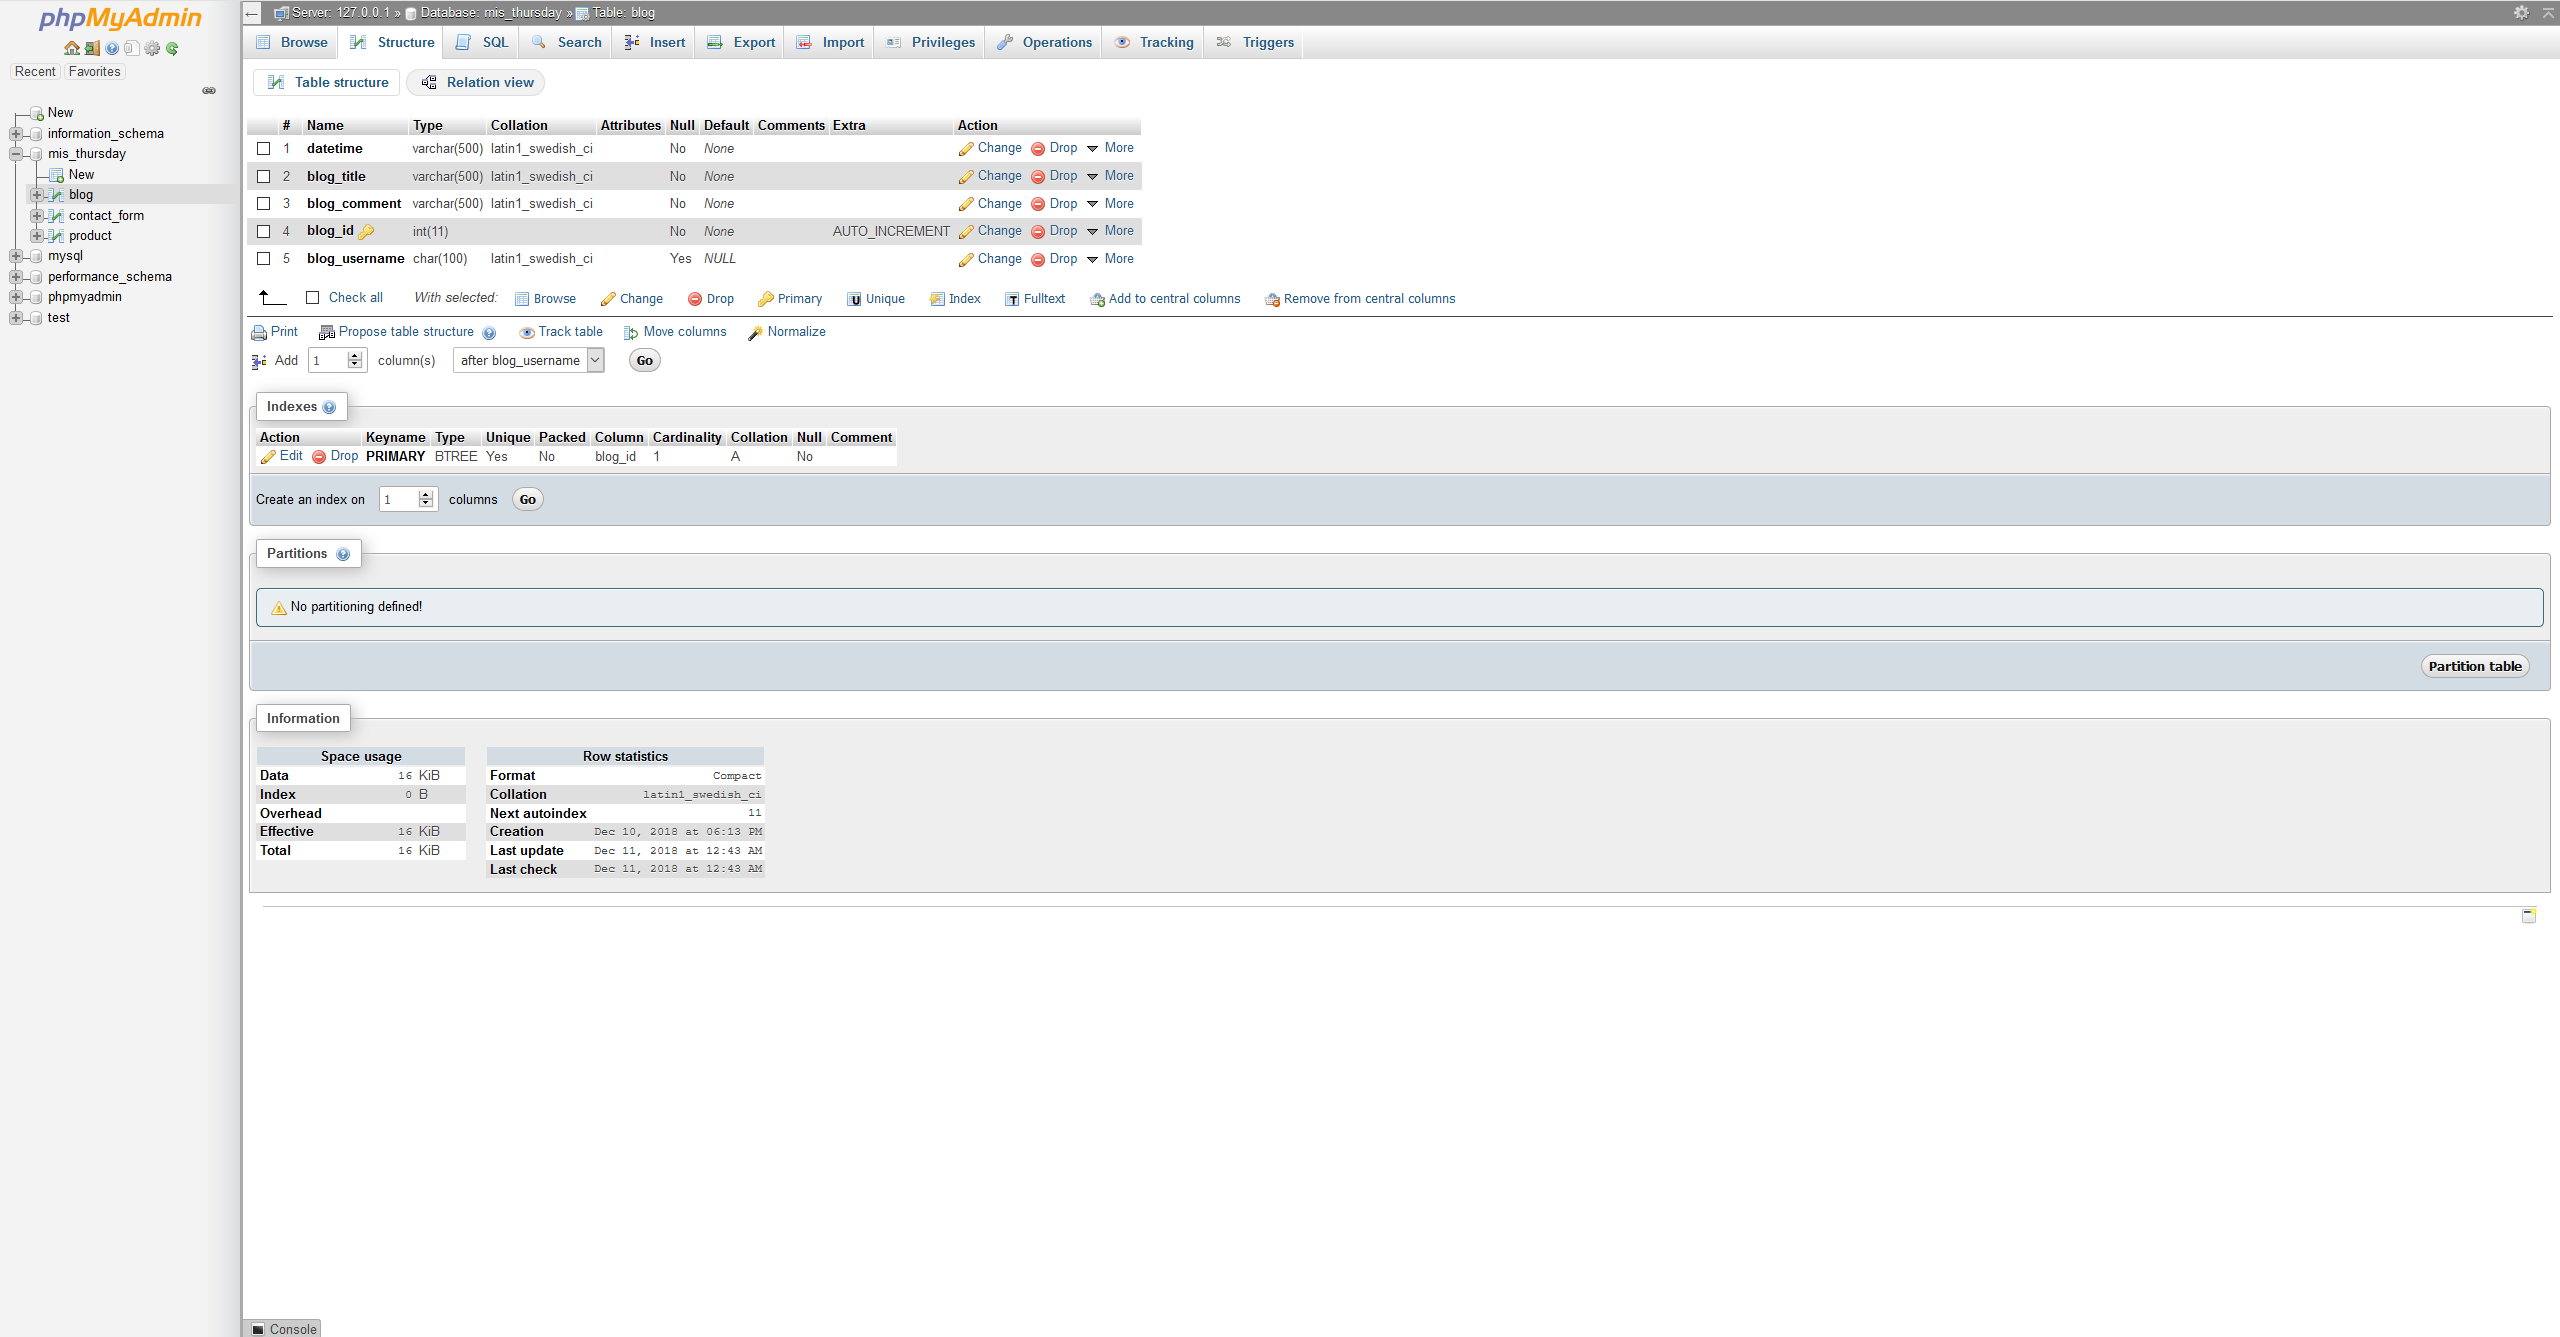 phpMyAdmin
Recent Favorites
New
information_schema
mis_thursday
New
blog
contact_form
product
mysql
performance_schema
phpmyadmin
test
Server: 127.0.0.1 » Database: mis_thursday » Table: blog
Browse Structure SQL Search Insert Export Import Privileges Operations Tracking Triggers
Table structure Relation view
# Name Type Collation Attributes Null Default Comments Extra Action
1 datetime varchar(500) latin1_swedish_ci No None Change Drop More
2 blog_title varchar(500) latin1_swedish_ci No None Change Drop More
3 blog_comment varchar(500) latin1_swedish_ci No None Change Drop More
4 blog_id int(11) No None AUTO_INCREMENT Change Drop More
5 blog_username char(100) latin1_swedish_ci Yes NULL Change Drop More
Check all With selected: Browse Change Drop Primary Unique Index Fulltext Add to central columns Remove from central columns
Print Propose table structure Track table Move columns Normalize
Add 1 column(s) after blog_username Go
Indexes
Action Keyname Type Unique Packed Column Cardinality Collation Null Comment
Edit Drop PRIMARY BTREE Yes No blog_id 1 A No
Create an index on 1 columns Go
Partitions
No partitioning defined!
Partition table
Information
Space usage
Data 16 KiB
Index 0 B
Overhead
Effective 16 KiB
Total 16 KiB
Row statistics
Format Compact
Collation latin1_swedish_ci
Next autoindex 11
Creation Dec 10, 2018 at 06:13 PM
Last update Dec 11, 2018 at 12:43 AM
Last check Dec 11, 2018 at 12:43 AM
Console